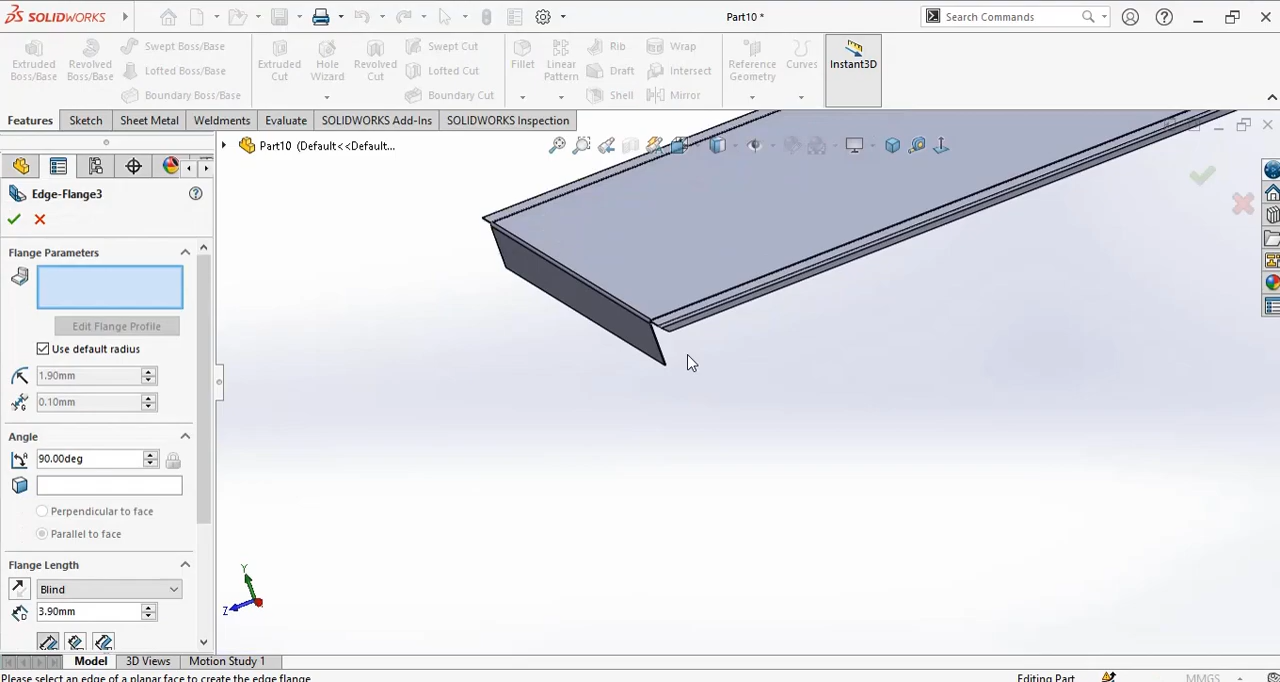 SOLIDWORKS
Part10 *
Search Commands
Extruded Boss/Base
Revolved Boss/Base
Swept Boss/Base
Lofted Boss/Base
Boundary Boss/Base
Extruded Cut
Hole Wizard
Revolved Cut
Swept Cut
Lofted Cut
Boundary Cut
Fillet
Linear Pattern
Rib
Draft
Shell
Wrap
Intersect
Mirror
Reference Geometry
Curves
Instant3D
Features
Sketch
Sheet Metal
Weldments
Evaluate
SOLIDWORKS Add-Ins
SOLIDWORKS Inspection
Part10 (Default<<Default...
Edge-Flange3
Flange Parameters
Edit Flange Profile
Use default radius
1.90mm
0.10mm
Angle
90.00deg
Perpendicular to face
Parallel to face
Flange Length
Blind
3.90mm
Y
Z
Model
3D Views
Motion Study 1
Please select an edge of a planar face to create the edge flange
Editing Part
MMGS